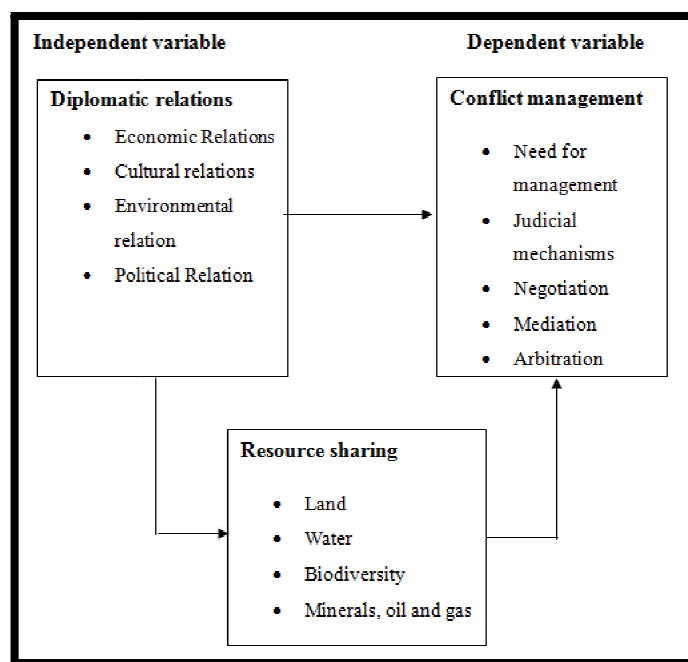 Independent variable
Dependent variable
Diplomatic relations
• Economic Relations
• Cultural relations
• Environmental
relation
• Political Relation
Conflict management
• Need for
management
• Judicial
mechanisms
• Negotiation
• Mediation
• Arbitration
Resource sharing
• Land
• Water
• Biodiversity
• Minerals, oil and gas